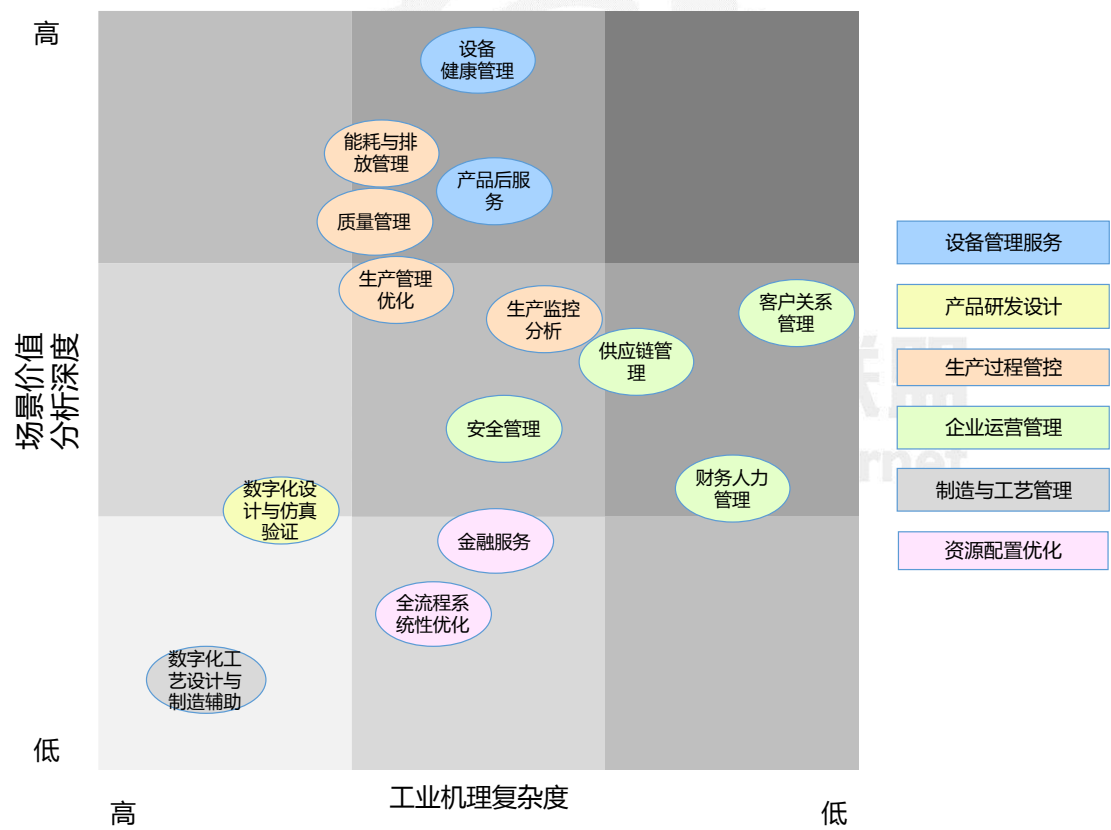 高
设备
健康管理
能耗与排
放管理
产品后服
务
质量管理
设备管理服务
生产管理
优化
生产监控
分析
客户关系
管理
产品研发设计
供应链管
理
生产过程管控
场景价值
分析深度
安全管理
企业运营管理
财务人力
管理
数字化设
计与仿真
验证
制造与工艺管理
金融服务
资源配置优化
全流程系
统性优化
数字化工
艺设计与
制造辅助
低
高
工业机理复杂度
低
联盟
rnet